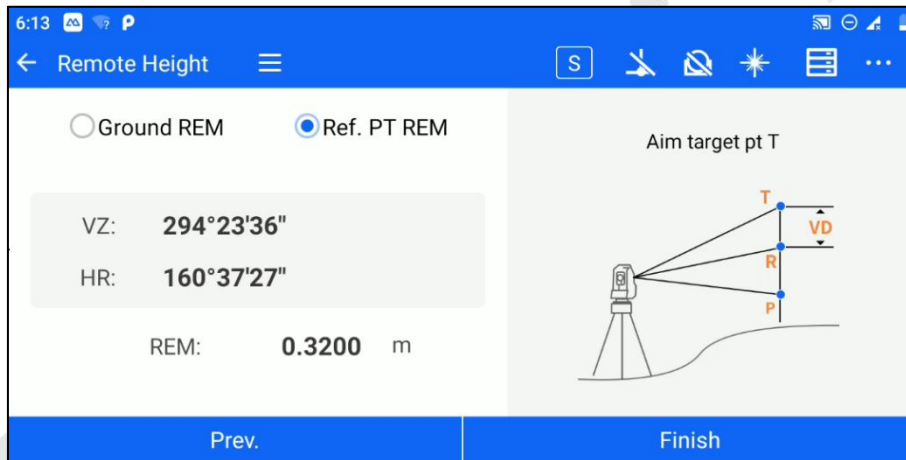 6:13
Remote Height
S
Ground REM
Ref. PT REM
VZ: 294°23'36"
HR: 160°37'27"
REM: 0.3200 m
Aim target pt T
T
VD
R
P
Prev.
Finish